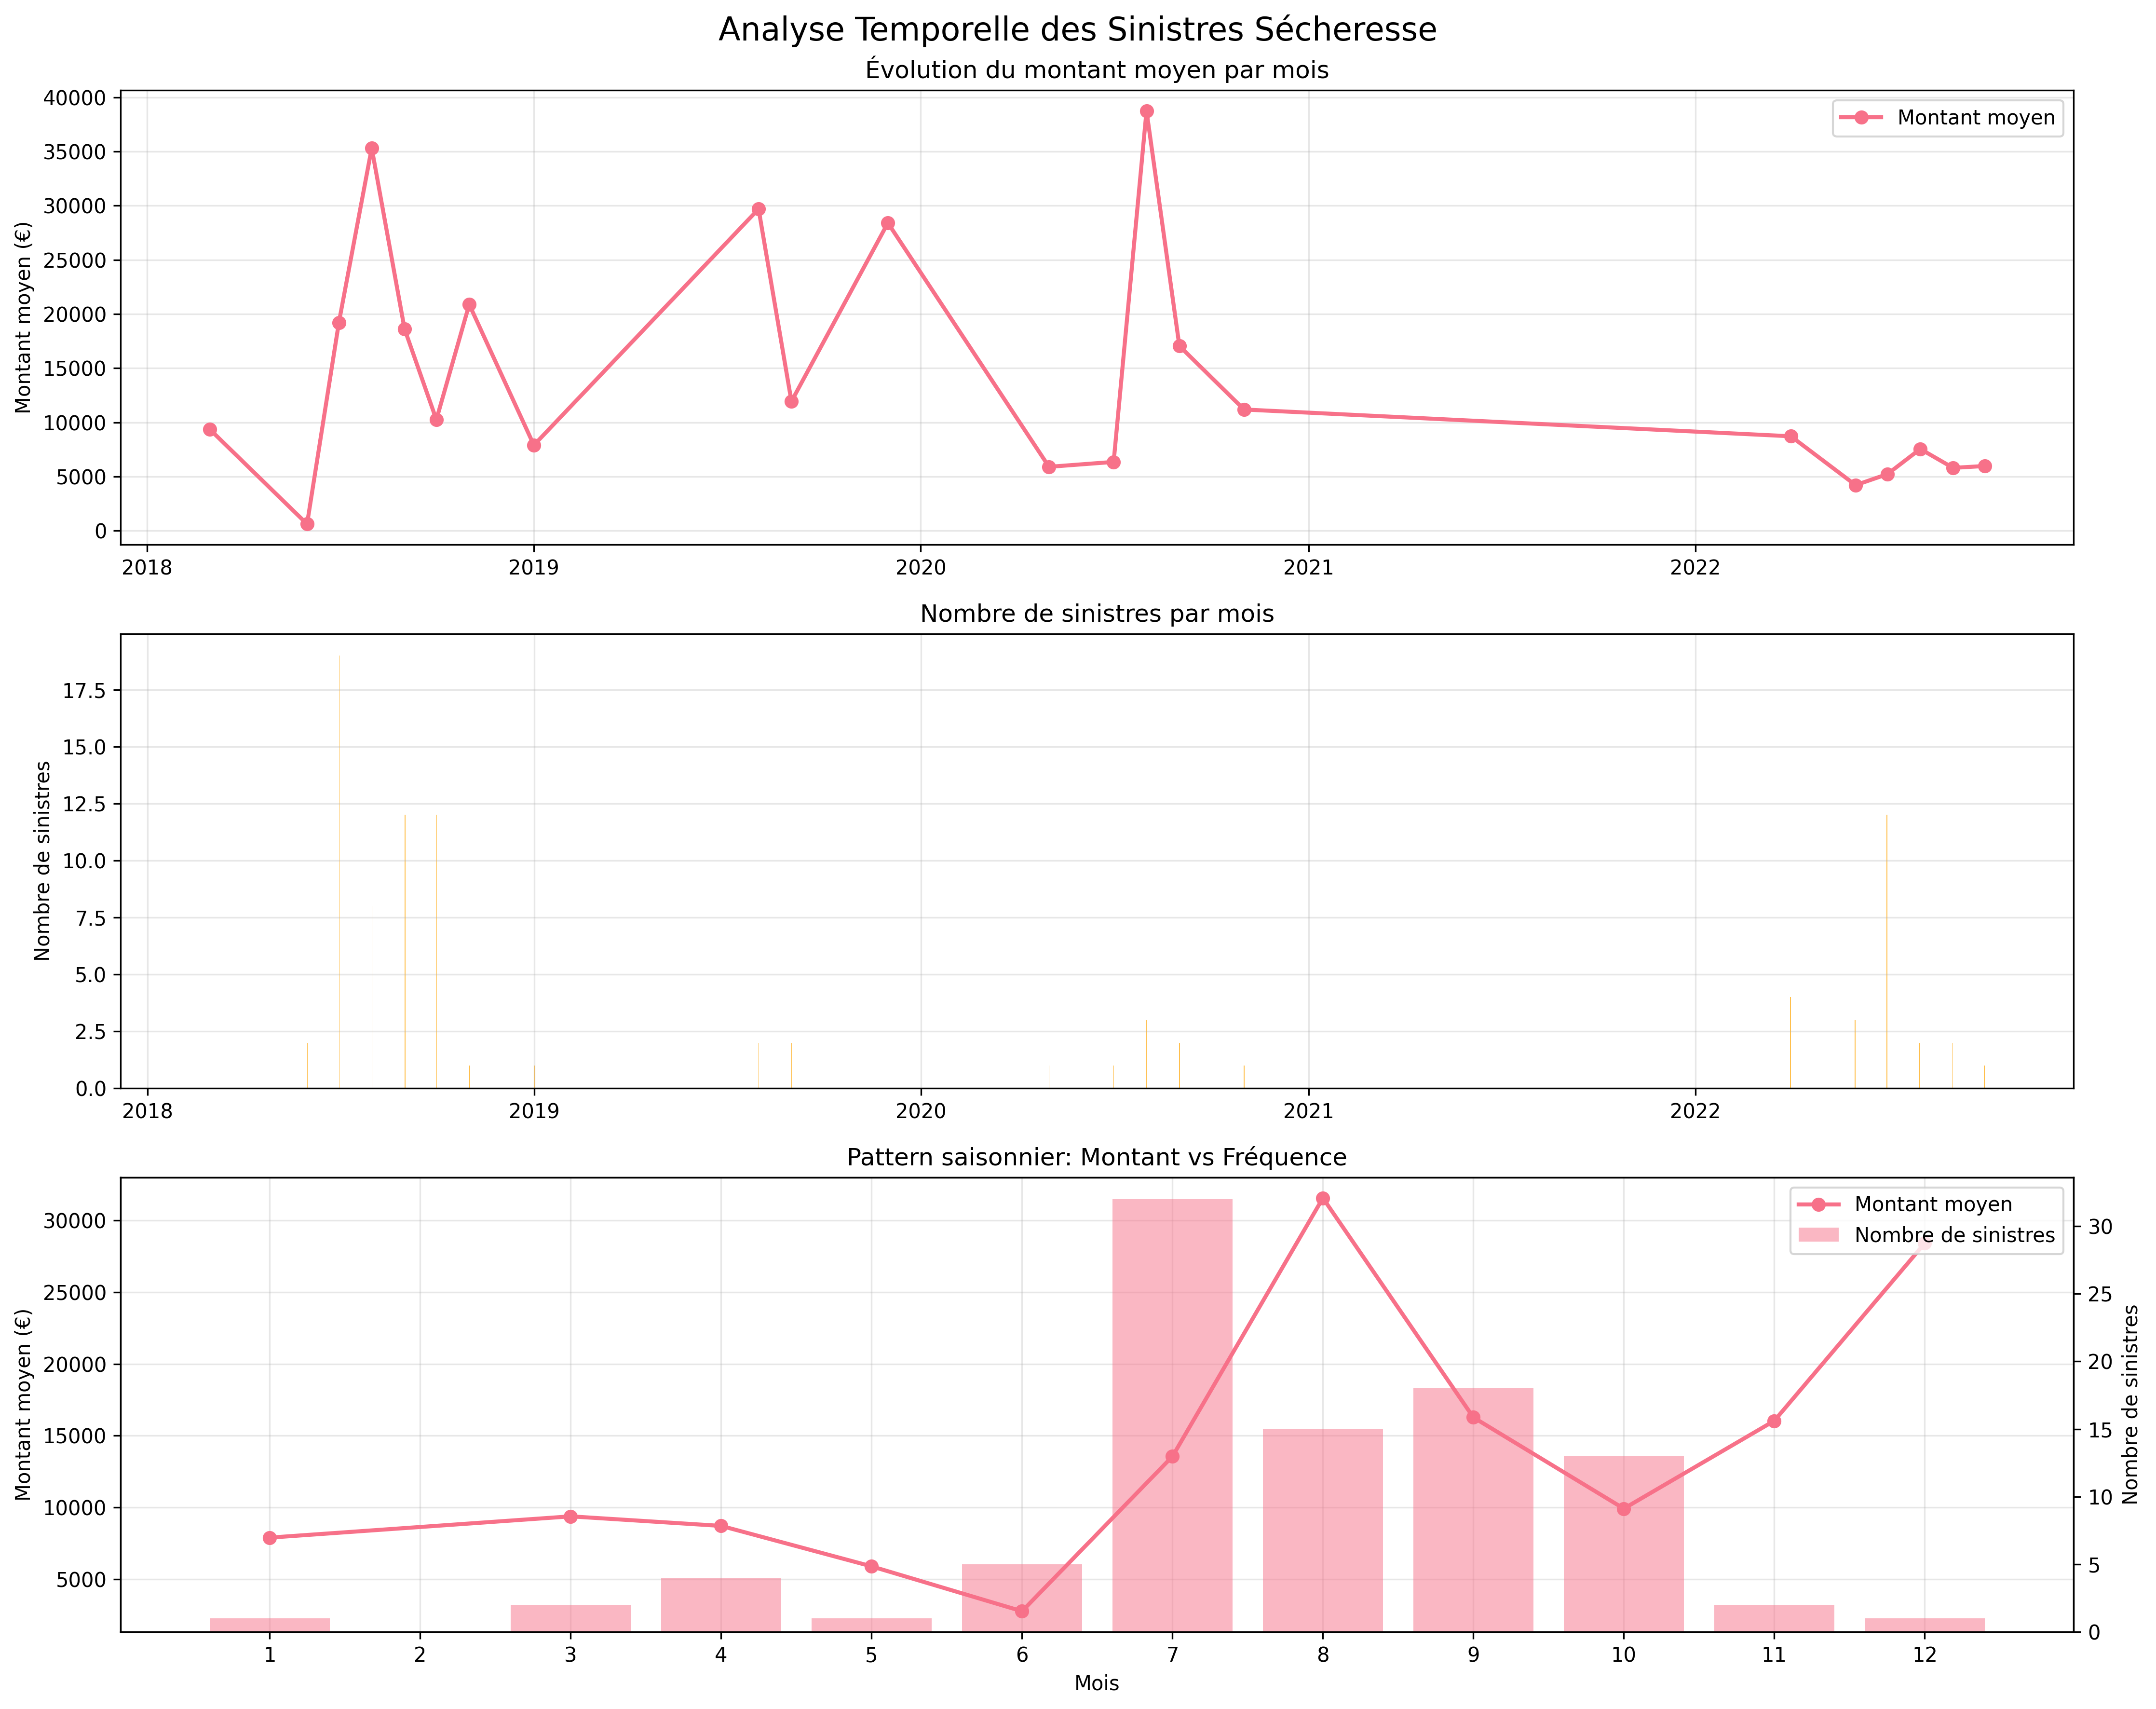 Analyse Temporelle des Sinistres Sécheresse
Évolution du montant moyen par mois
Montant moyen (€)
40000
35000
30000
25000
20000
15000
10000
5000
0
Montant moyen
2018 2019 2020 2021 2022
Nombre de sinistres par mois
Nombre de sinistres
17.5
15.0
12.5
10.0
7.5
5.0
2.5
0.0
2018 2019 2020 2021 2022
Pattern saisonnier: Montant vs Fréquence
Montant moyen (€)
30000
25000
20000
15000
10000
5000
Montant moyen
Nombre de sinistres
30
25
20
15
10
5
0
Nombre de sinistres
1 2 3 4 5 6 7 8 9 10 11 12
Mois